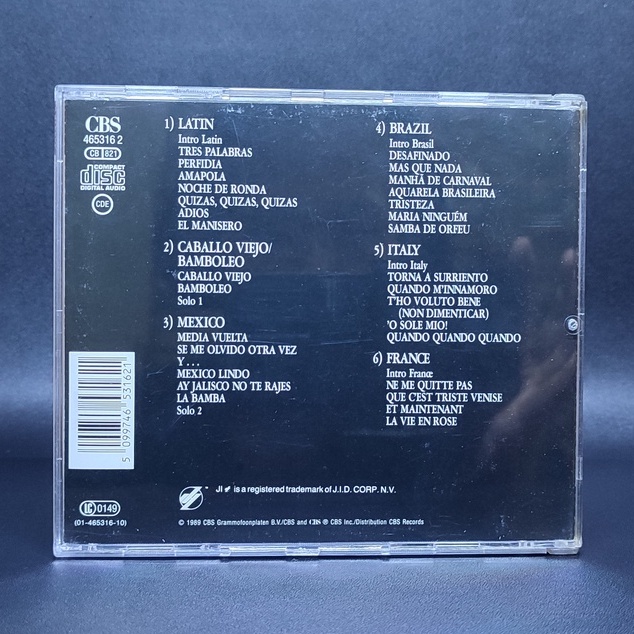 CBS
465316 2
CB 821
COMPACT
disc
DIGITAL AUDIO
CDE
1) LATIN
Intro Latin
TRES PALABRAS
PERFIDIA
AMAPOLA
NOCHE DE RONDA
QUIZAS, QUIZAS, QUIZAS
ADIOS
EL MANISERO
2) CABALLO VIEJO/
BAMBOLEO
CABALLO VIEJO
BAMBOLEO
Solo 1
3) MEXICO
MEDIA VUELTA
SE ME OLVIDO OTRA VEZ
Y . . .
MEXICO LINDO
AY JALISCO NO TE RAJES
LA BAMBA
Solo 2
4) BRAZIL
Intro Brasil
DESAFINADO
MAS QUE NADA
MANHÃ DE CARNAVAL
AQUARELA BRASILEIRA
TRISTEZA
MARIA NINGUÉM
SAMBA DE ORFEU
5) ITALY
Intro Italy
TORNA A SURRIENTO
QUANDO M'INNAMORO
T'HO VOLUTO BENE
(NON DIMENTICAR)
'O SOLE MIO!
QUANDO QUANDO QUANDO
6) FRANCE
Intro France
NE ME QUITTE PAS
QUE C'EST TRISTE VENISE
ET MAINTENANT
LA VIE EN ROSE
5 099746 531621
JI is a registered trademark of J.I.D. CORP. N.V.
LC 0149
(01-465316-10)
© 1989 CBS Grammofoonplaten B.V./CBS and CBS ℗ CBS Inc./Distribution CBS Records